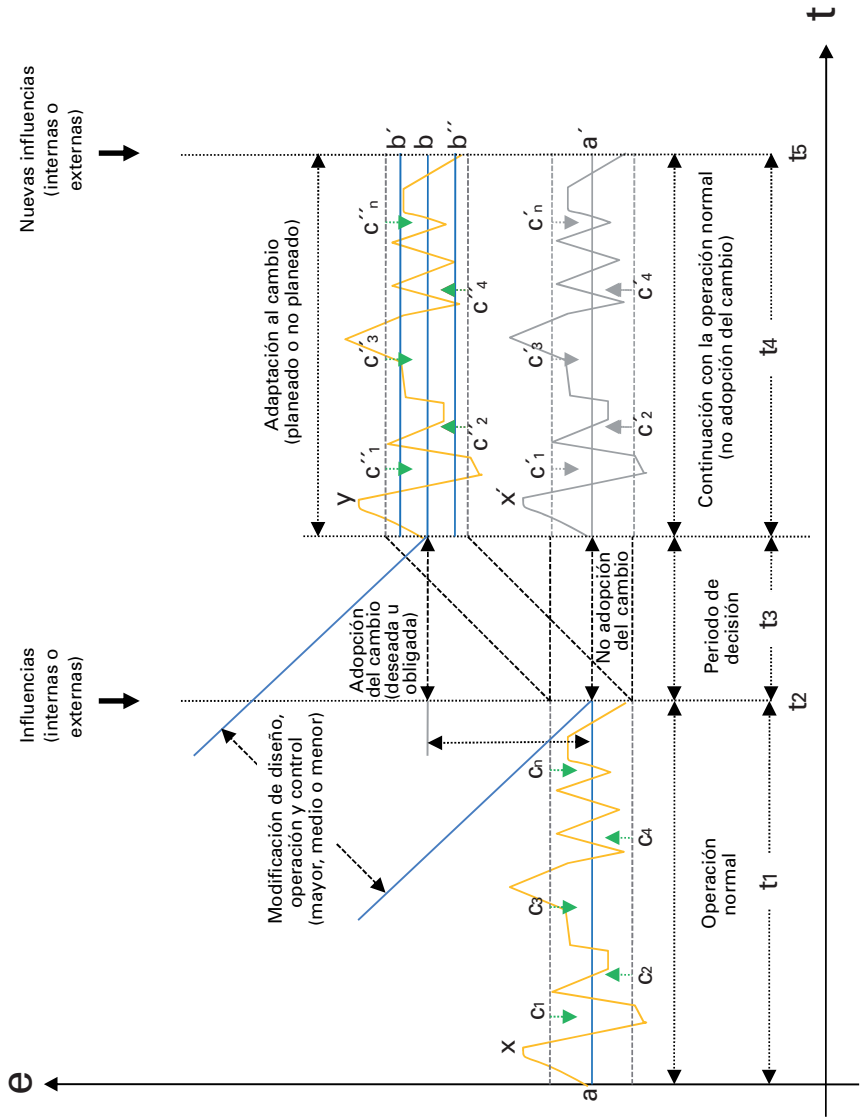 e
Influencias
(internas o
externas)
Nuevas influencias
(internas o
externas)
Modificación de diseño,
operación y control
(mayor, medio o menor)
Adopción
del cambio
(deseada u
obligada)
Adaptación al cambio
(planeado o no planeado)
y
c´´1
c´´2
c´´3
c´´4
c´´n
b´
b
b´´
x
c1
c2
c3
c4
cn
a
No adopción
del cambio
x´
c´1
c´2
c´3
c´4
c´n
a´
Operación
normal
Periodo de
decisión
Continuación con la operación normal
(no adopción del cambio)
t1
t2
t3
t4
t5
t